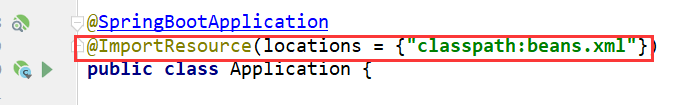 @SpringBootApplication
@ImportResource(locations = {"classpath:beans.xml"})
public class Application {